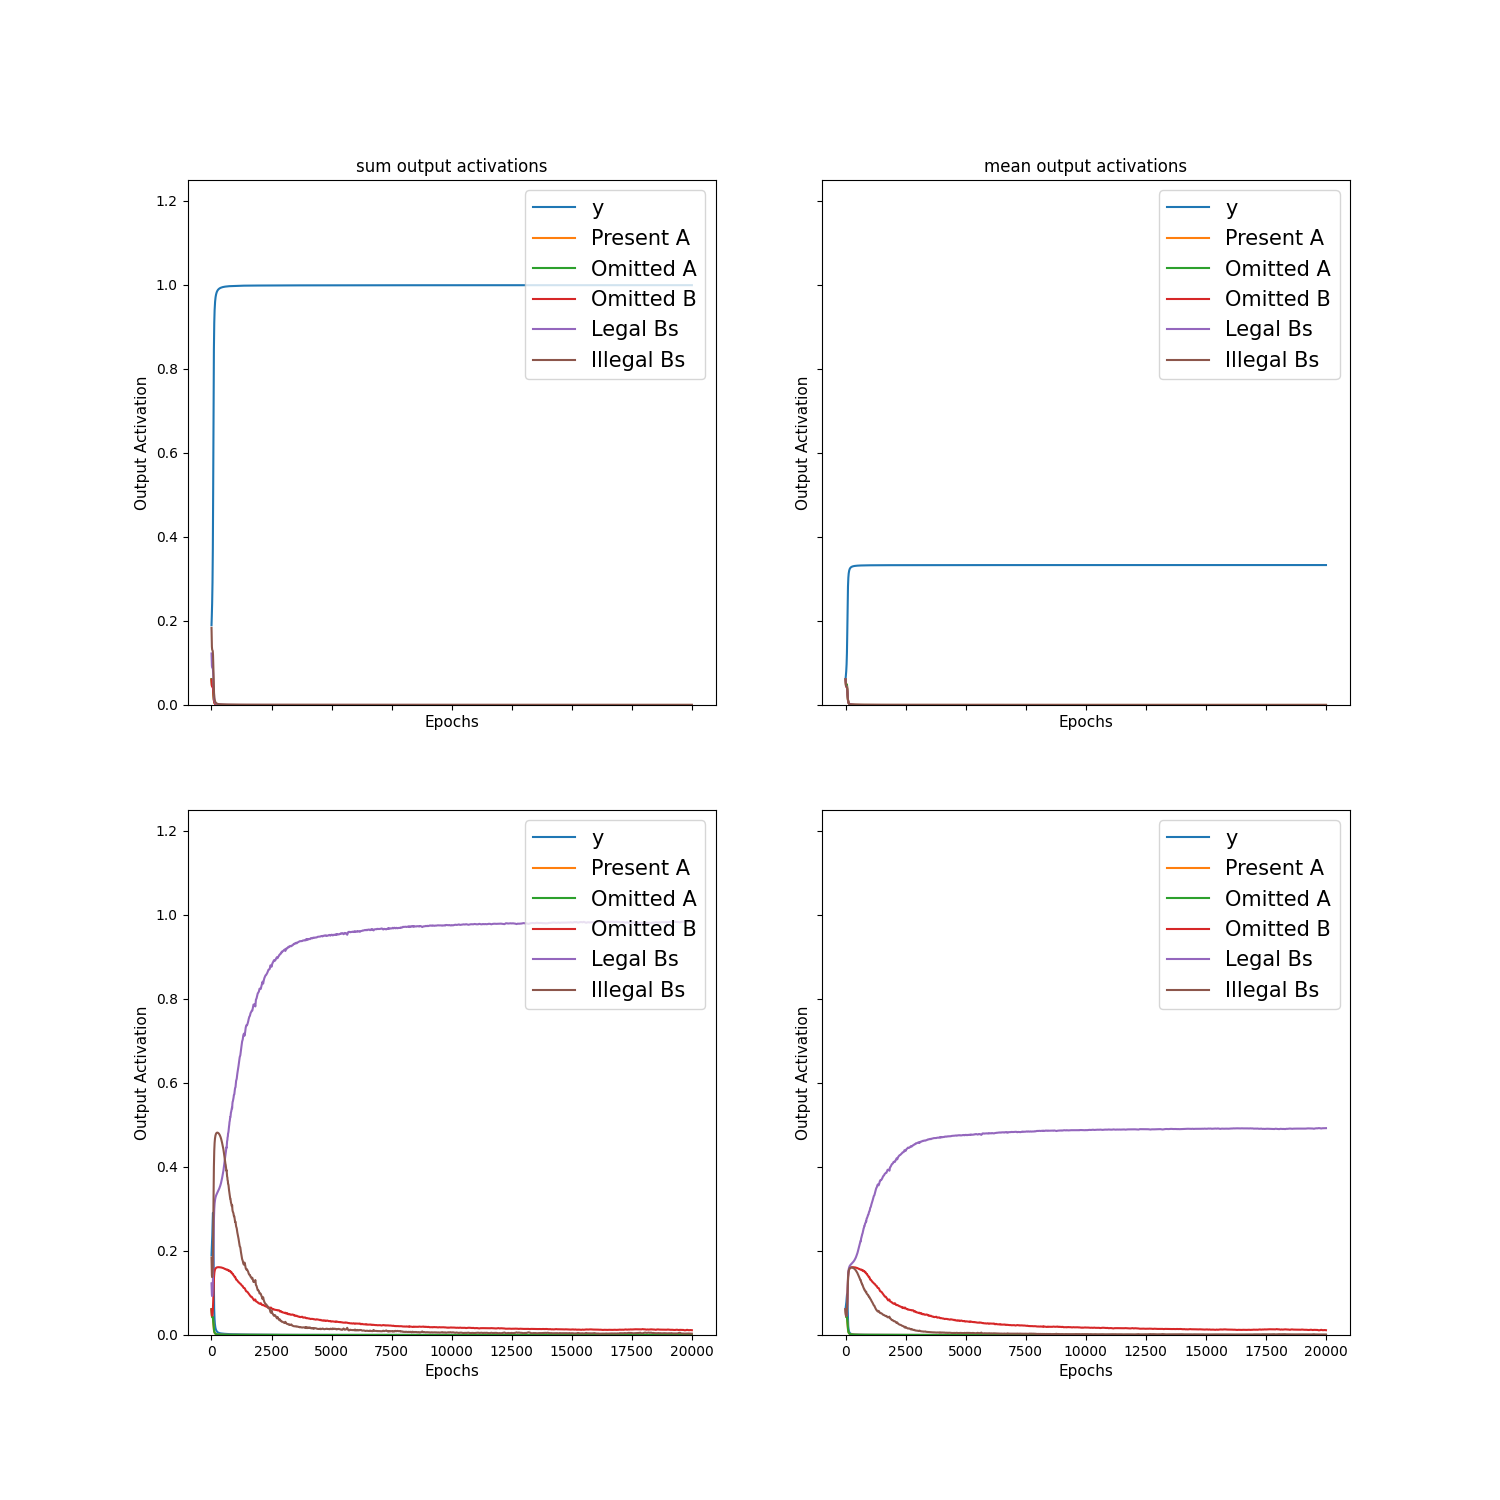 sum output activations
mean output activations
1.2
1.0
0.8
0.6
0.4
0.2
0.0
Output Activation
Epochs
y
Present A
Omitted A
Omitted B
Legal Bs
Illegal Bs
Output Activation
Epochs
y
Present A
Omitted A
Omitted B
Legal Bs
Illegal Bs
1.2
1.0
0.8
0.6
0.4
0.2
0.0
Output Activation
0 2500 5000 7500 10000 12500 15000 17500 20000
Epochs
y
Present A
Omitted A
Omitted B
Legal Bs
Illegal Bs
Output Activation
0 2500 5000 7500 10000 12500 15000 17500 20000
Epochs
y
Present A
Omitted A
Omitted B
Legal Bs
Illegal Bs